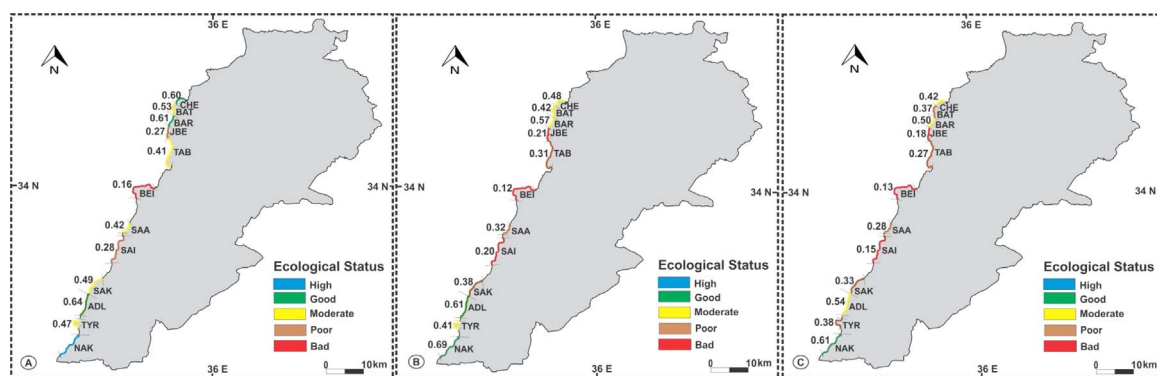 36 E
0.60
CHE
0.53
BAT
0.61
BAR
0.27
JBE
0.41
TAB
34 N
0.16
BEI
0.42
SAA
0.28
SAI
0.49
SAK
0.64
ADL
0.47
TYR
NAK
N
Ecological Status
High
Good
Moderate
Poor
Bad
A
0 10km
36 E
36 E
0.48
CHE
0.42
BAT
0.57
BAR
0.21
JBE
0.31
TAB
34 N
0.12
BEI
0.32
SAA
0.20
SAI
0.38
SAK
0.61
ADL
0.41
TYR
0.69
NAK
N
Ecological Status
High
Good
Moderate
Poor
Bad
B
0 10km
36 E
36 E
0.42
CHE
0.37
BAT
0.50
BAR
0.18
JBE
0.27
TAB
34 N
0.13
BEI
34 N
0.28
SAA
0.15
SAI
0.33
SAK
0.54
ADL
0.38
TYR
0.61
NAK
N
Ecological Status
High
Good
Moderate
Poor
Bad
C
0 10km
36 E